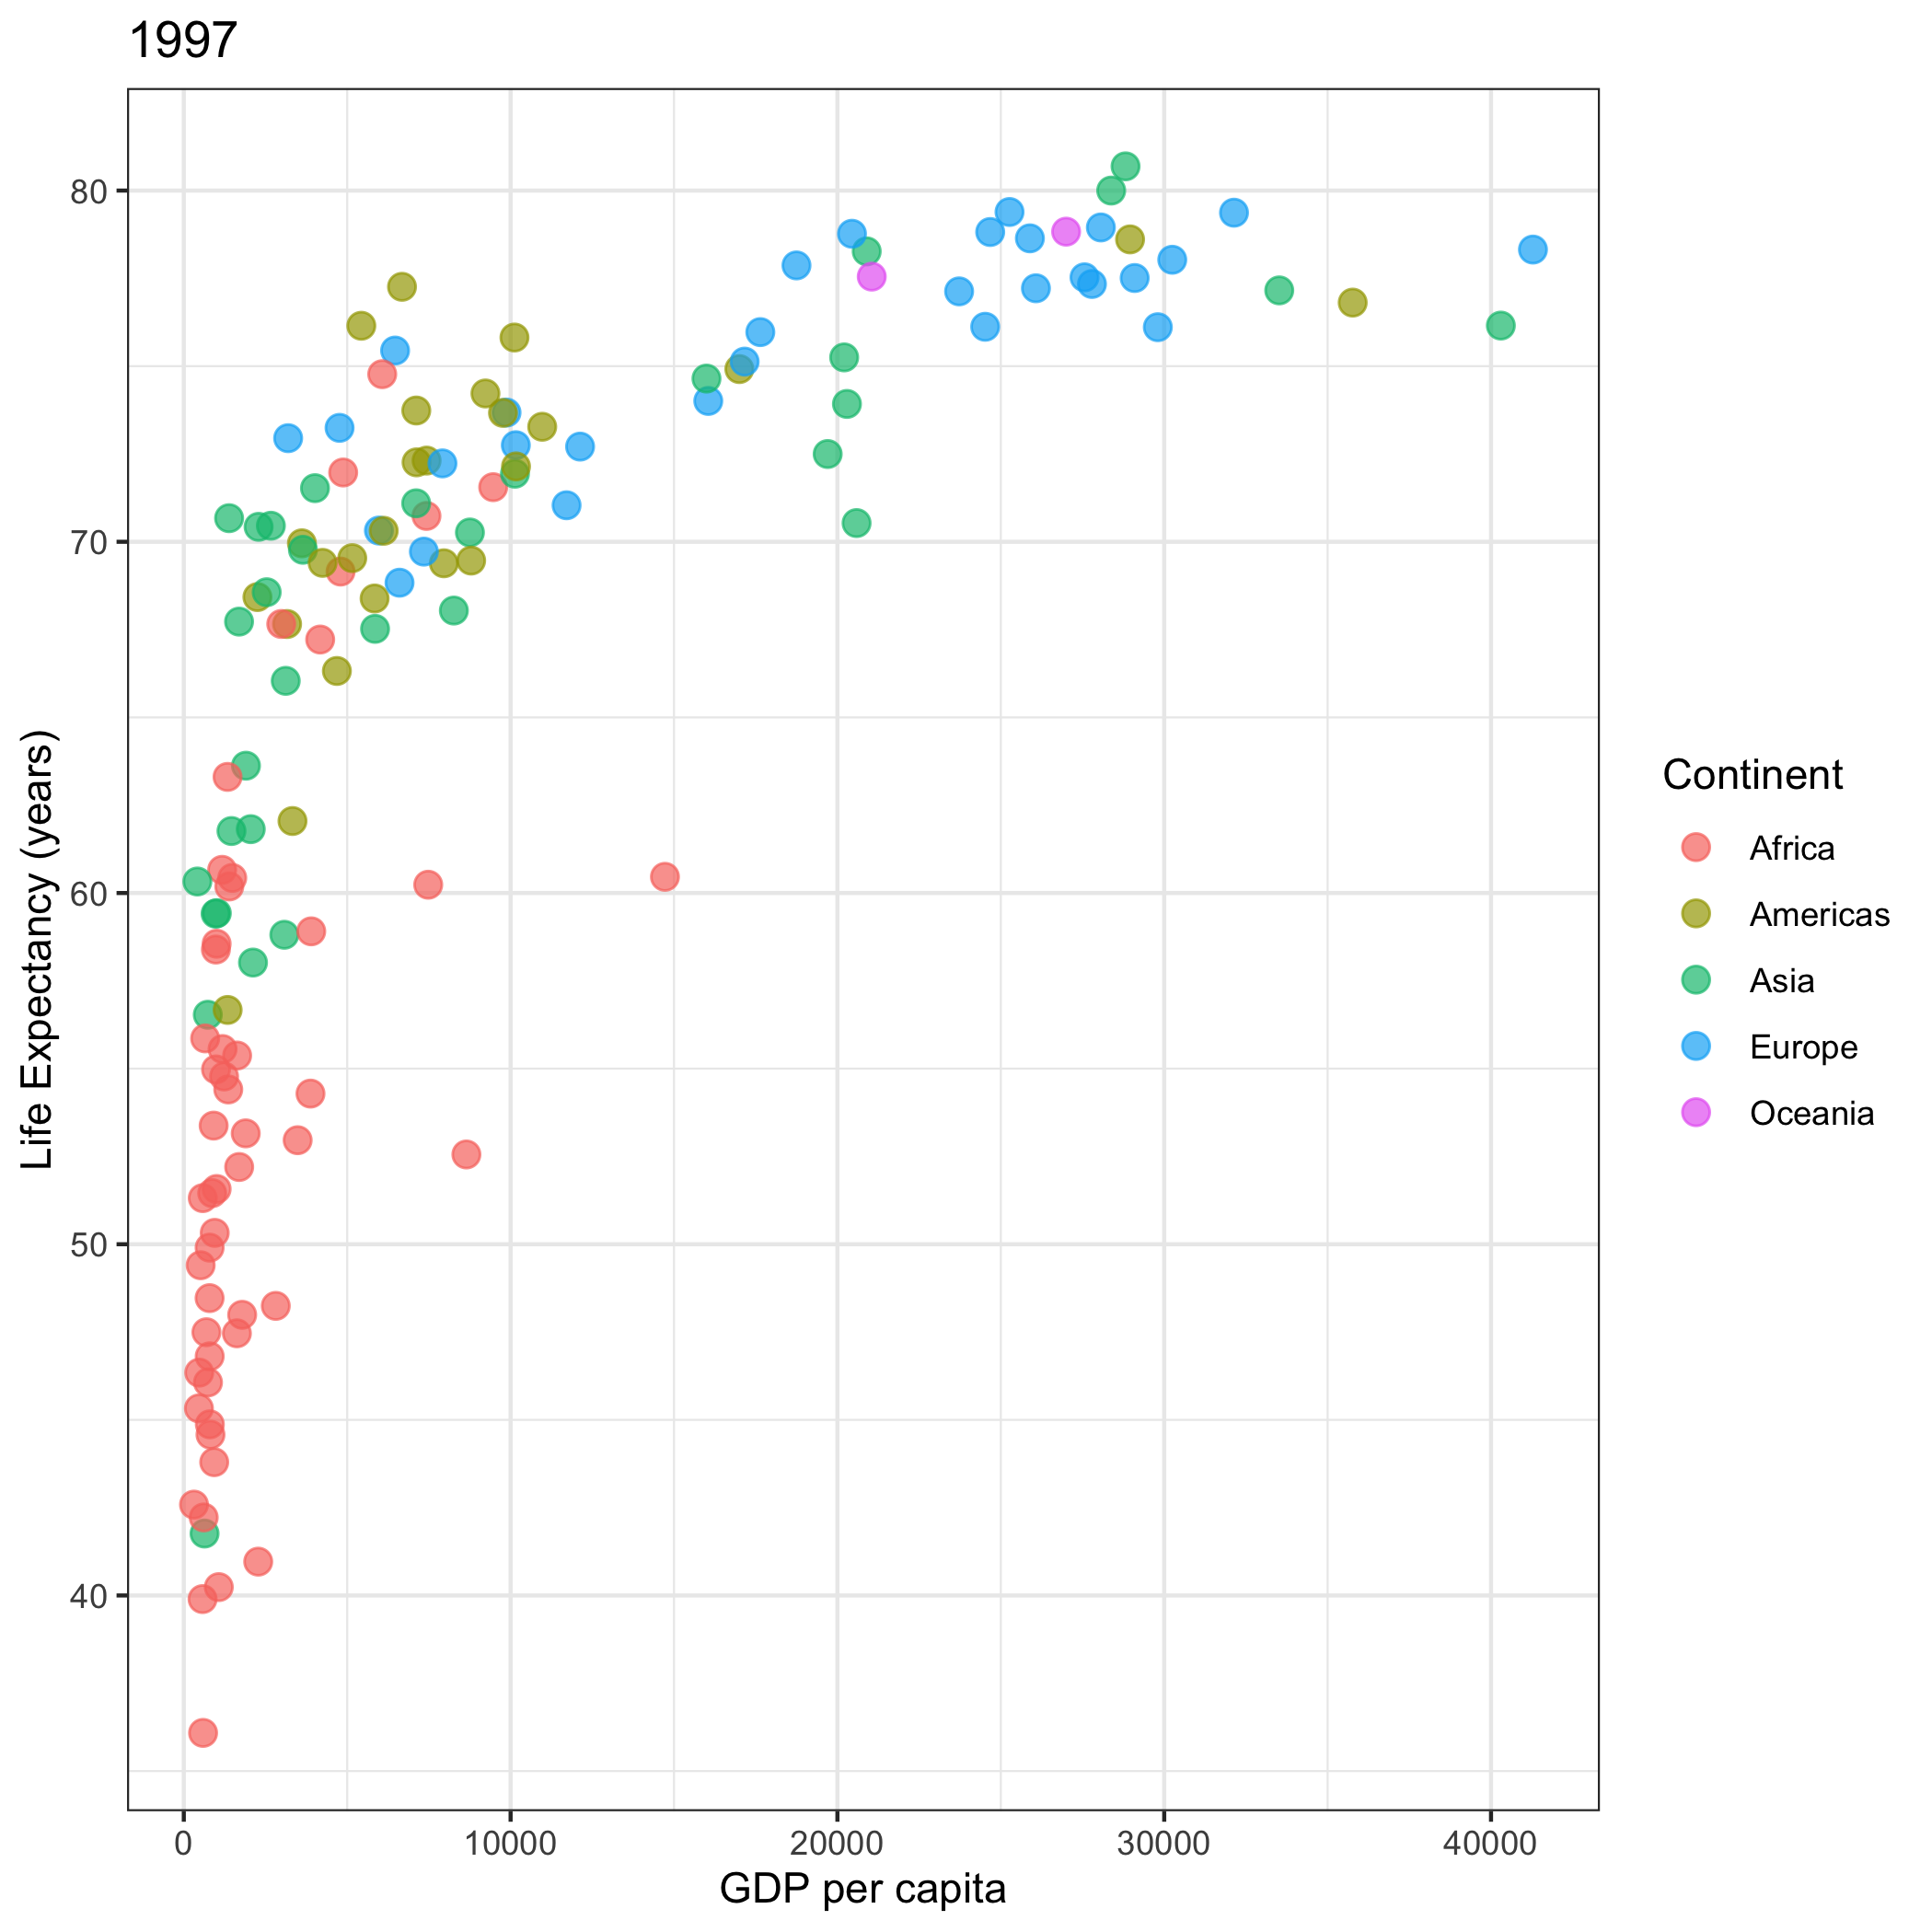 1997
80
70
60
50
40
Life Expectancy (years)
0 10000 20000 30000 40000
GDP per capita
Continent
Africa
Americas
Asia
Europe
Oceania